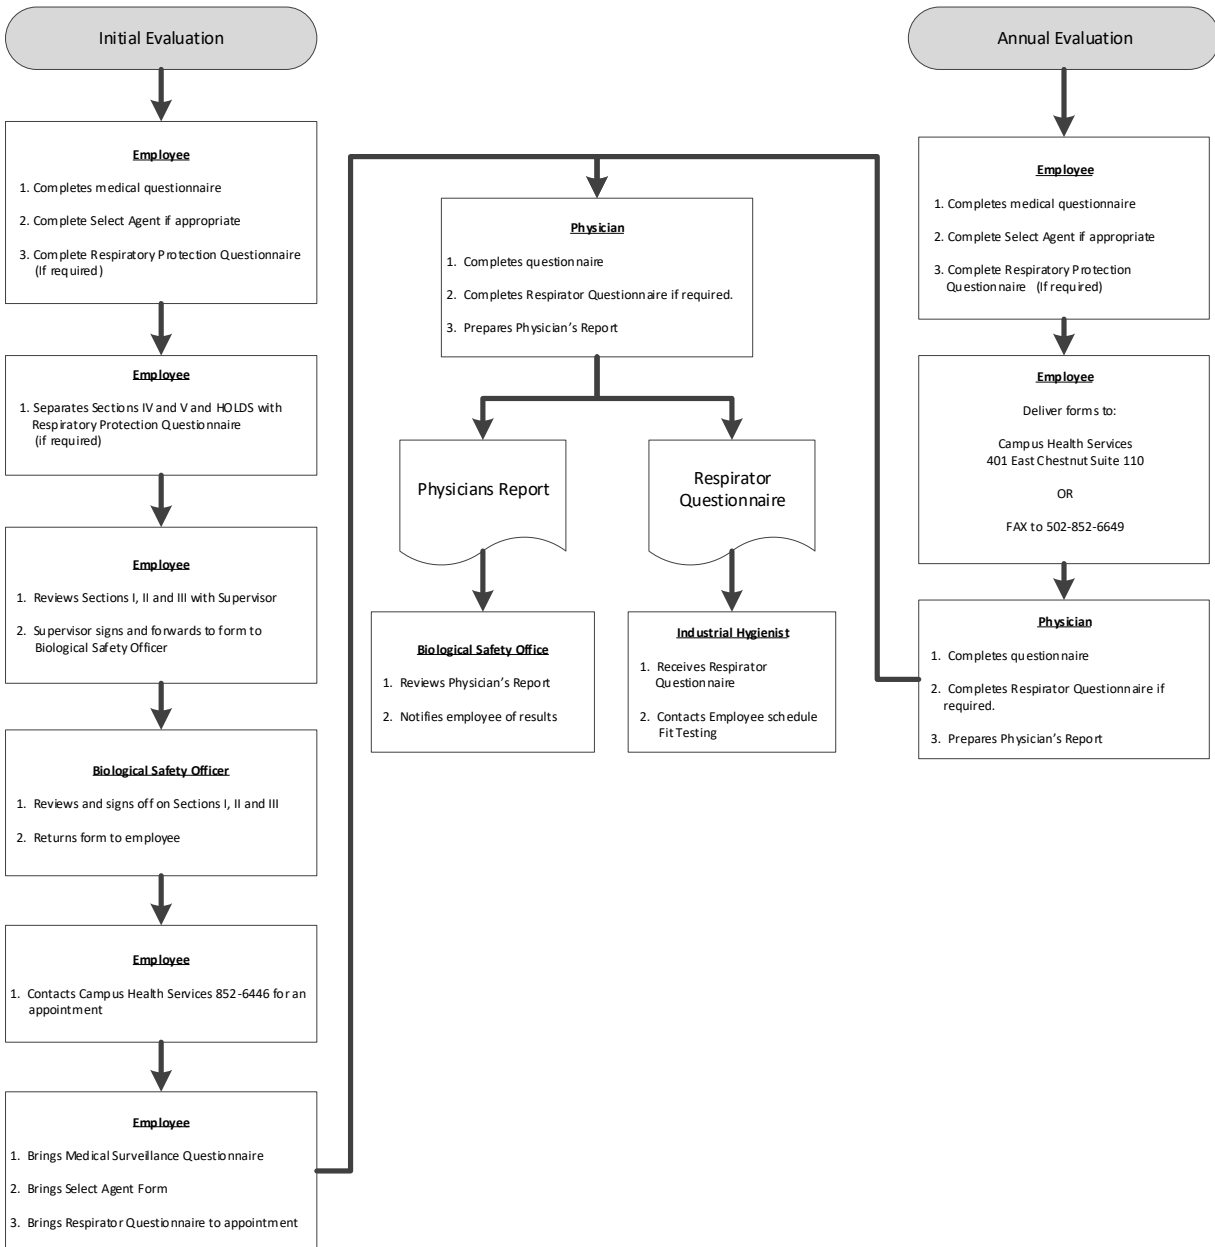 Initial Evaluation
Employee
1. Completes medical questionnaire
2. Complete Select Agent if appropriate
3. Complete Respiratory Protection Questionnaire
(If required)
Employee
1. Separates Sections IV and V and HOLDS with
Respiratory Protection Questionnaire
(if required)
Employee
1. Reviews Sections I, II and III with Supervisor
2. Supervisor signs and forwards to form to
Biological Safety Officer
Biological Safety Officer
1. Reviews and signs off on Sections I, II and III
2. Returns form to employee
Employee
1. Contacts Campus Health Services 852-6446 for an
appointment
Employee
1. Brings Medical Surveillance Questionnaire
2. Brings Select Agent Form
3. Brings Respirator Questionnaire to appointment
Physician
1. Completes questionnaire
2. Completes Respirator Questionnaire if required.
3. Prepares Physician’s Report
Physicians Report
Respirator
Questionnaire
Biological Safety Office
1. Reviews Physician’s Report
2. Notifies employee of results
Industrial Hygienist
1. Receives Respirator
Questionnaire
2. Contacts Employee schedule
Fit Testing
Annual Evaluation
Employee
1. Completes medical questionnaire
2. Complete Select Agent if appropriate
3. Complete Respiratory Protection
Questionnaire (If required)
Employee
Deliver forms to:
Campus Health Services
401 East Chestnut Suite 110
OR
FAX to 502-852-6649
Physician
1. Completes questionnaire
2. Completes Respirator Questionnaire if
required.
3. Prepares Physician’s Report